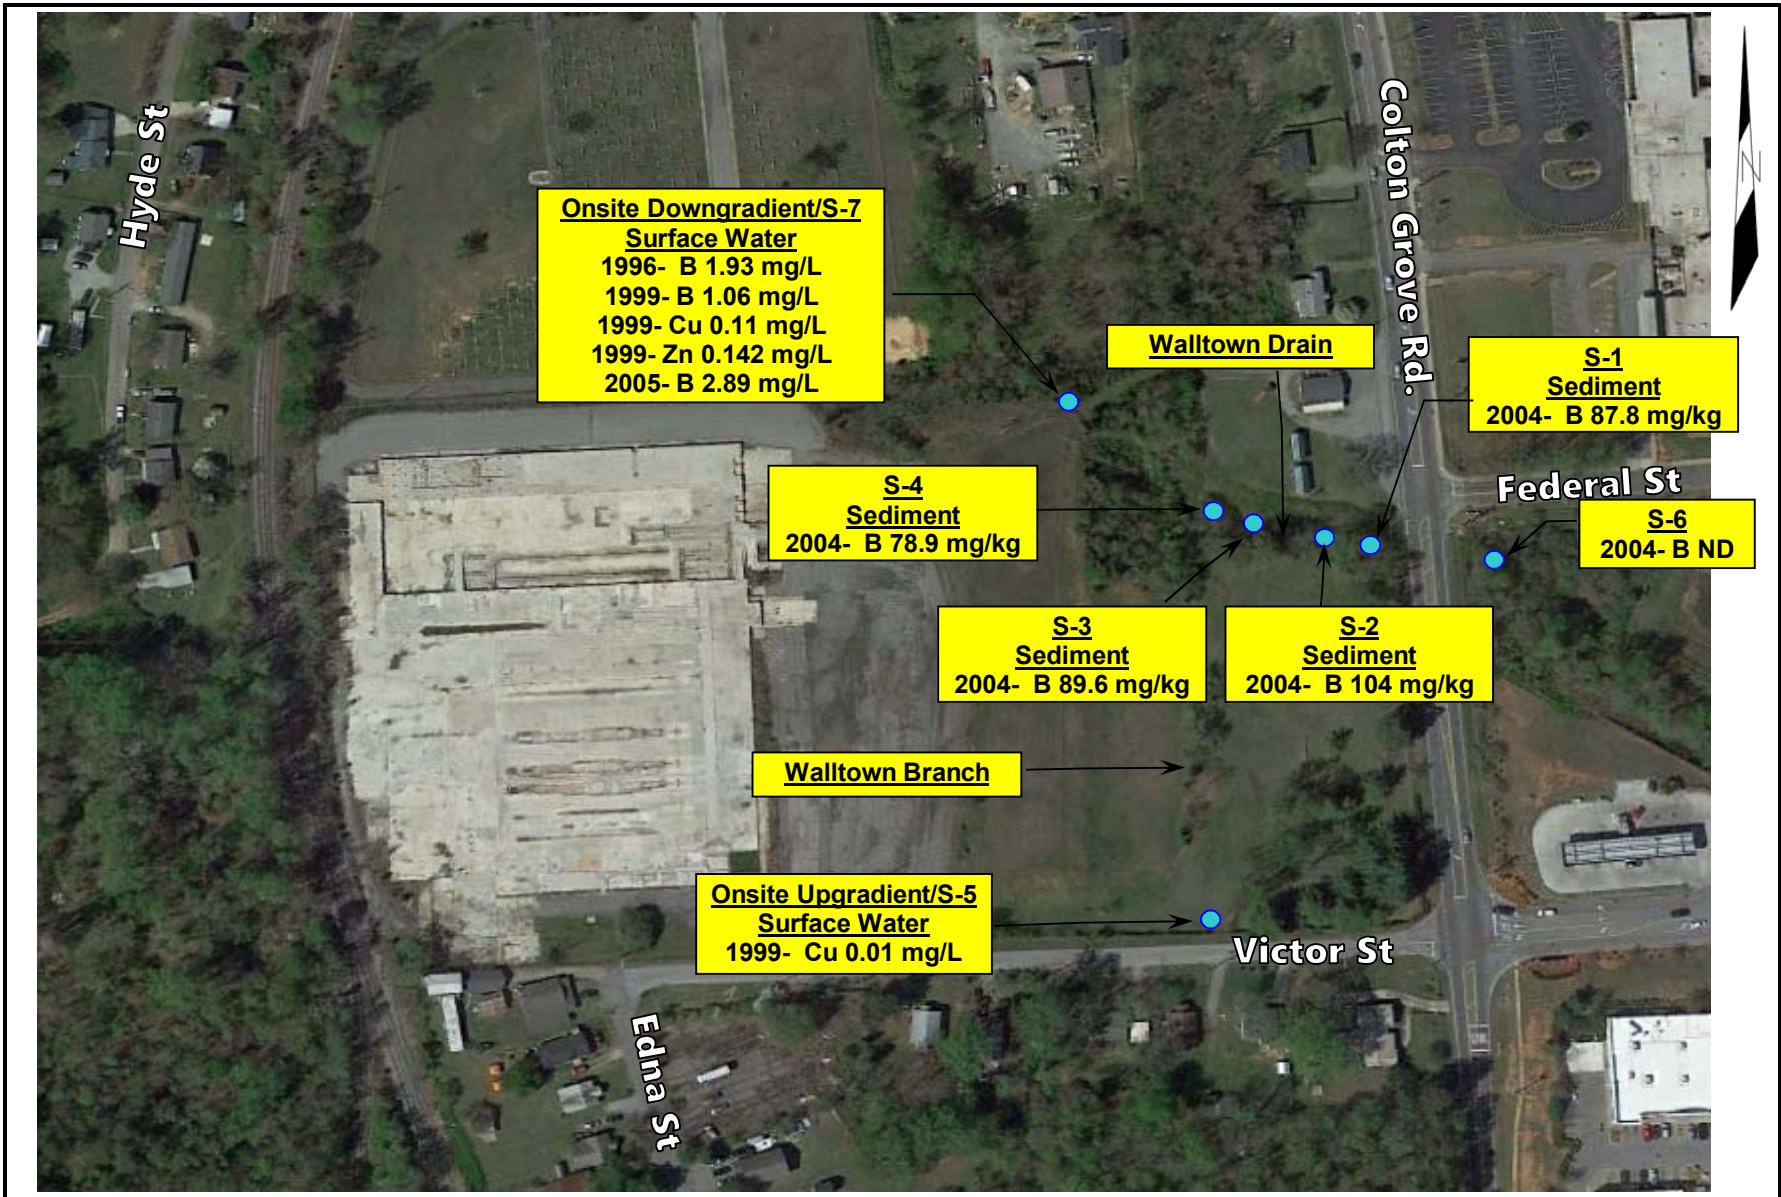 Hyde St
Colton Grove Rd.
N
Onsite Downgradient/S-7
Surface Water
1996- B 1.93 mg/L
1999- B 1.06 mg/L
1999- Cu 0.11 mg/L
1999- Zn 0.142 mg/L
2005- B 2.89 mg/L
Walltown Drain
S-1
Sediment
2004- B 87.8 mg/kg
Federal St
S-4
Sediment
2004- B 78.9 mg/kg
S-6
2004- B ND
S-3
Sediment
2004- B 89.6 mg/kg
S-2
Sediment
2004- B 104 mg/kg
Walltown Branch
Onsite Upgradient/S-5
Surface Water
1999- Cu 0.01 mg/L
Victor St
Edna St